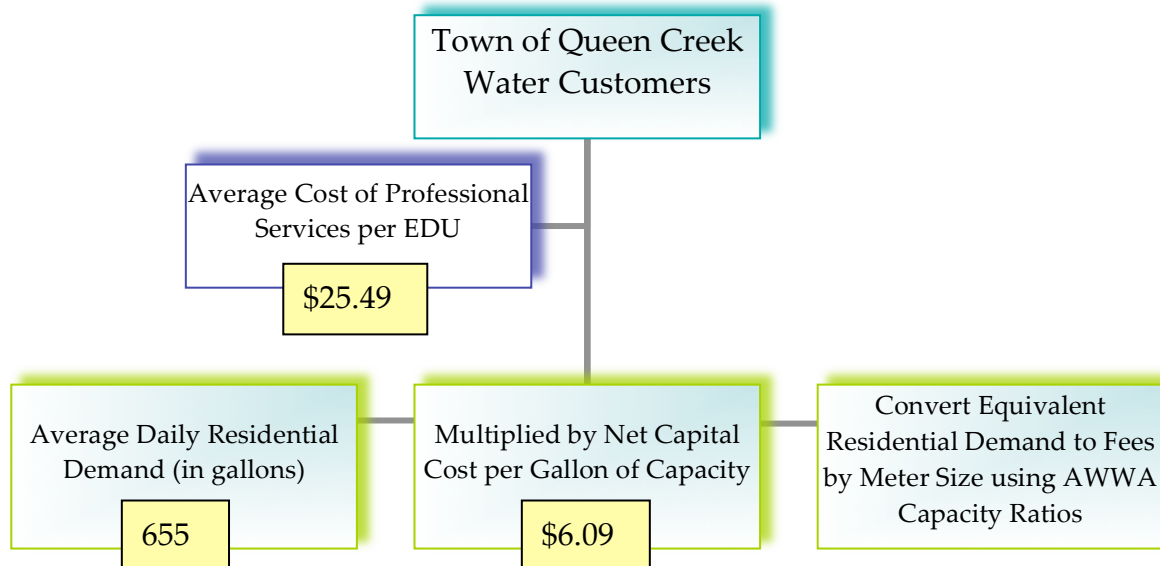 Town of Queen Creek
Water Customers
Average Cost of Professional
Services per EDU
$25.49
Average Daily Residential
Demand (in gallons)
655
Multiplied by Net Capital
Cost per Gallon of Capacity
$6.09
Convert Equivalent
Residential Demand to Fees
by Meter Size using AWWA
Capacity Ratios